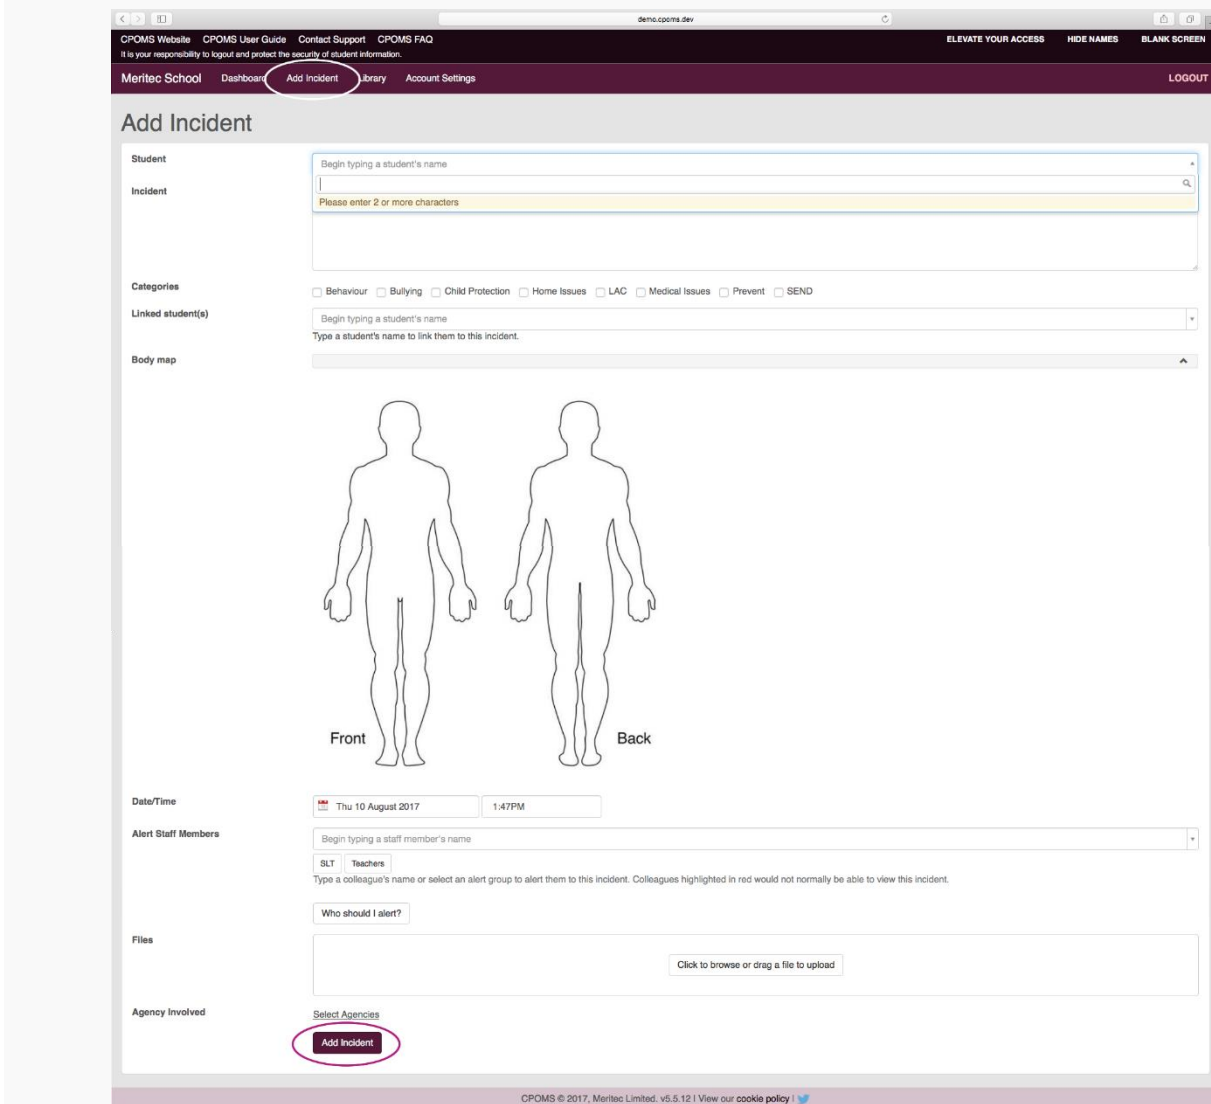 demo.cpoms.dev
CPOMS Website CPOMS User Guide Contact Support CPOMS FAQ ELEVATE YOUR ACCESS HIDE NAMES BLANK SCREEN
It is your responsibility to logout and protect the security of student information.
Meritec School Dashboard Add Incident Library Account Settings LOGOUT
Add Incident
Student Begin typing a student's name
Incident
Please enter 2 or more characters
Categories Behaviour Bullying Child Protection Home Issues LAC Medical Issues Prevent SEND
Linked student(s) Begin typing a student's name
Type a student's name to link them to this incident.
Body map
Front Back
Date/Time Thu 10 August 2017 1:47PM
Alert Staff Members Begin typing a staff member's name
SLT Teachers
Type a colleague's name or select an alert group to alert them to this incident. Colleagues highlighted in red would not normally be able to view this incident.
Who should I alert?
Files
Click to browse or drag a file to upload
Agency Involved Select Agencies
Add Incident
CPOMS © 2017, Meritec Limited. v5.5.12 | View our cookie policy |